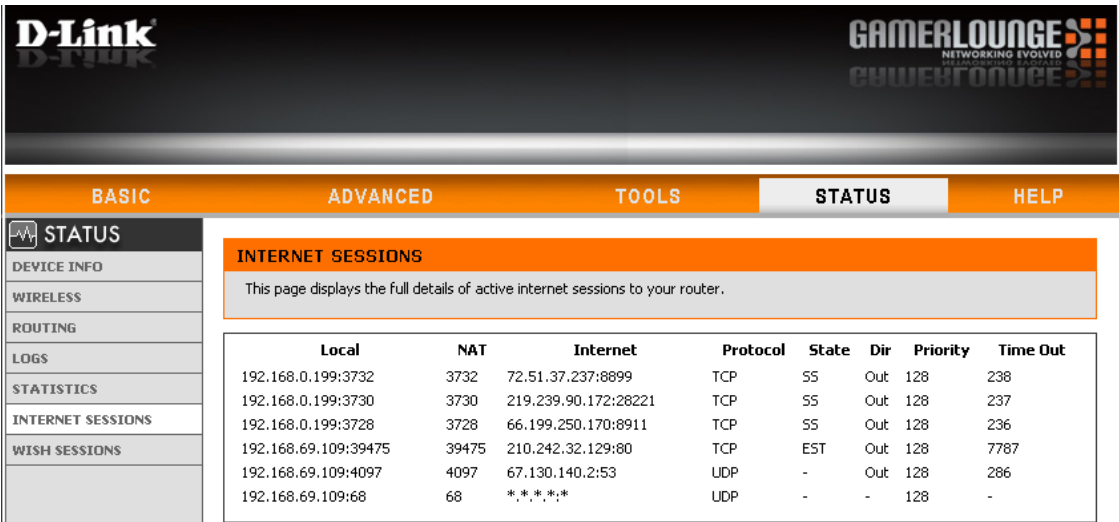 D-Link
GAMERLOUNGE
NETWORKING EVOLVED
BASIC ADVANCED TOOLS STATUS HELP
STATUS
DEVICE INFO
WIRELESS
ROUTING
LOGS
STATISTICS
INTERNET SESSIONS
WISH SESSIONS
INTERNET SESSIONS
This page displays the full details of active internet sessions to your router.
Local NAT Internet Protocol State Dir Priority Time Out
192.168.0.199:3732 3732 72.51.37.237:8899 TCP SS Out 128 238
192.168.0.199:3730 3730 219.239.90.172:28221 TCP SS Out 128 237
192.168.0.199:3728 3728 66.199.250.170:8911 TCP SS Out 128 236
192.168.69.109:39475 39475 210.242.32.129:80 TCP EST Out 128 7787
192.168.69.109:4097 4097 67.130.140.2:53 UDP - Out 128 286
192.168.69.109:68 68 *.*.*.*:* UDP - - 128 -